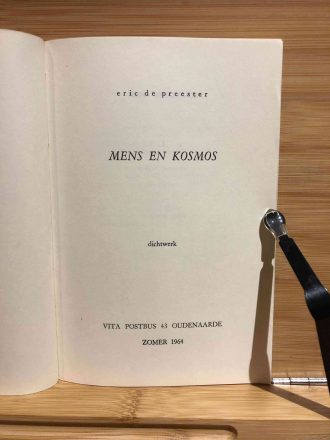 eric de preester
MENS EN KOSMOS
dichtwerk
VITA POSTBUS 43 OUDENAARDE
ZOMER 1964